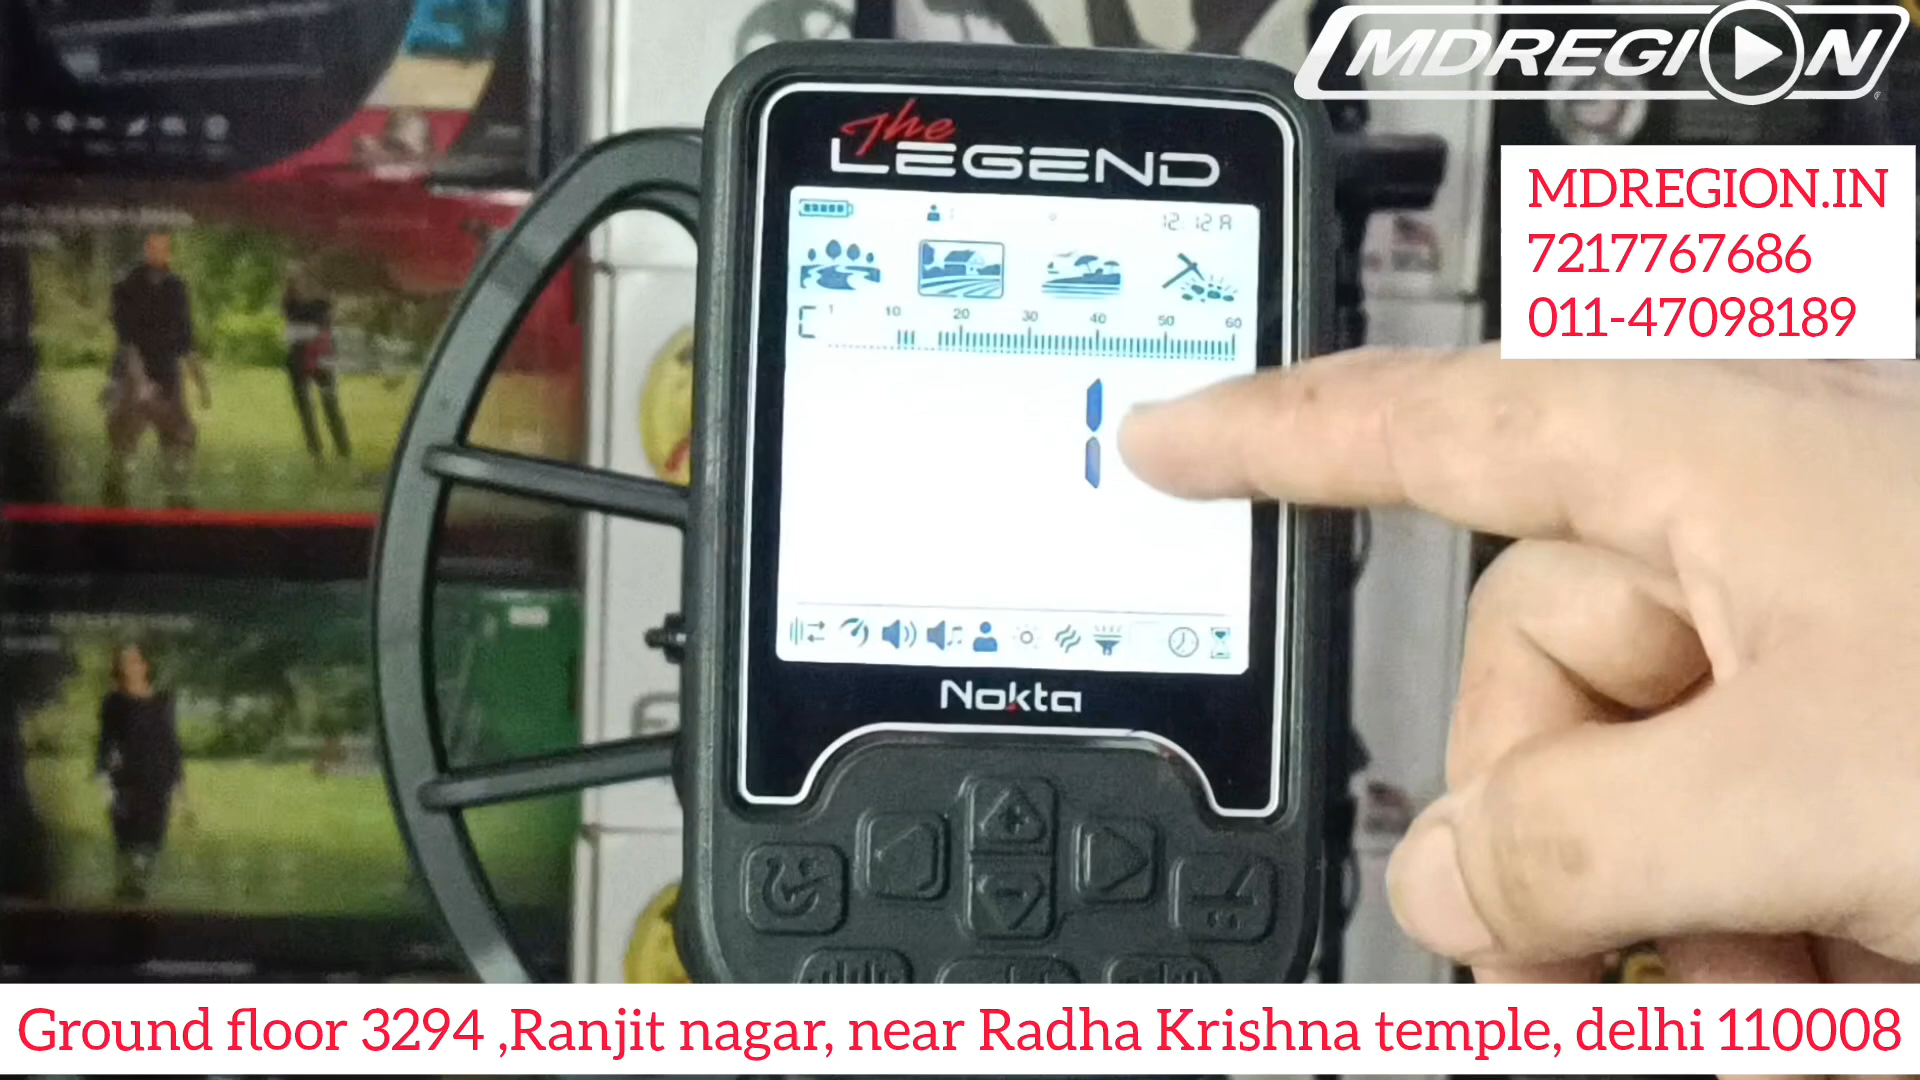 MDREGION
MDREGION.IN
7217767686
011-47098189
The
LEGEND
12:12 A
C 1 10 20 30 40 50 60
1
Nokta
Ground floor 3294 ,Ranjit nagar, near Radha Krishna temple, delhi 110008